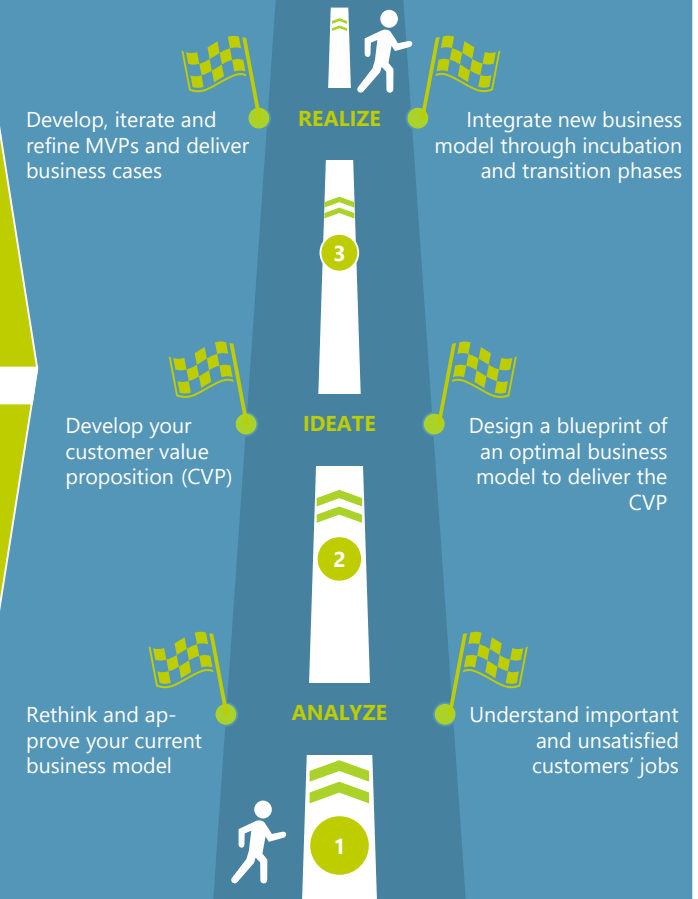 REALIZE
Develop, iterate and
refine MVPs and deliver
business cases
Integrate new business
model through incubation
and transition phases
3
IDEATE
Develop your
customer value
proposition (CVP)
Design a blueprint of
an optimal business
model to deliver the
CVP
2
ANALYZE
Rethink and ap-
prove your current
business model
Understand important
and unsatisfied
customers’ jobs
1